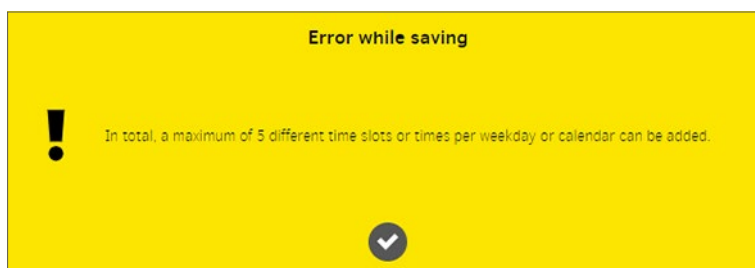 Error while saving
In total, a maximum of 5 different time slots or times per weekday or calendar can be added.